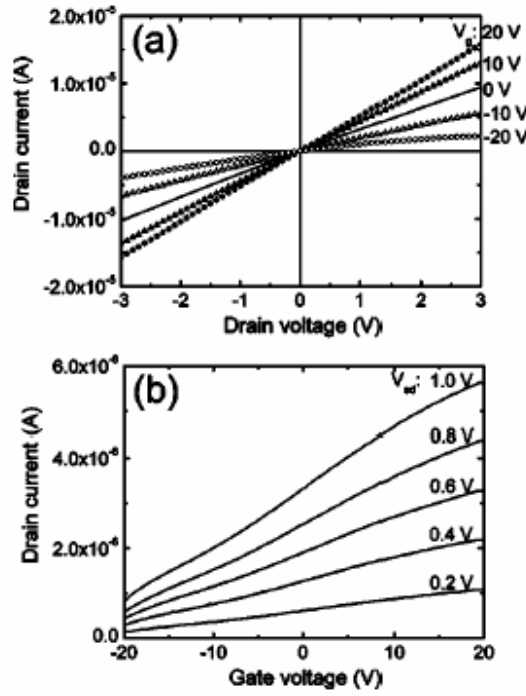 (a)
V_g: 20 V
10 V
0 V
-10 V
-20 V
2.0x10^-5
1.0x10^-5
0.0
-1.0x10^-5
-2.0x10^-5
Drain current (A)
-3 -2 -1 0 1 2 3
Drain voltage (V)
(b)
V_sd: 1.0 V
0.8 V
0.6 V
0.4 V
0.2 V
6.0x10^-6
4.0x10^-6
2.0x10^-6
0.0
Drain current (A)
-20 -10 0 10 20
Gate voltage (V)